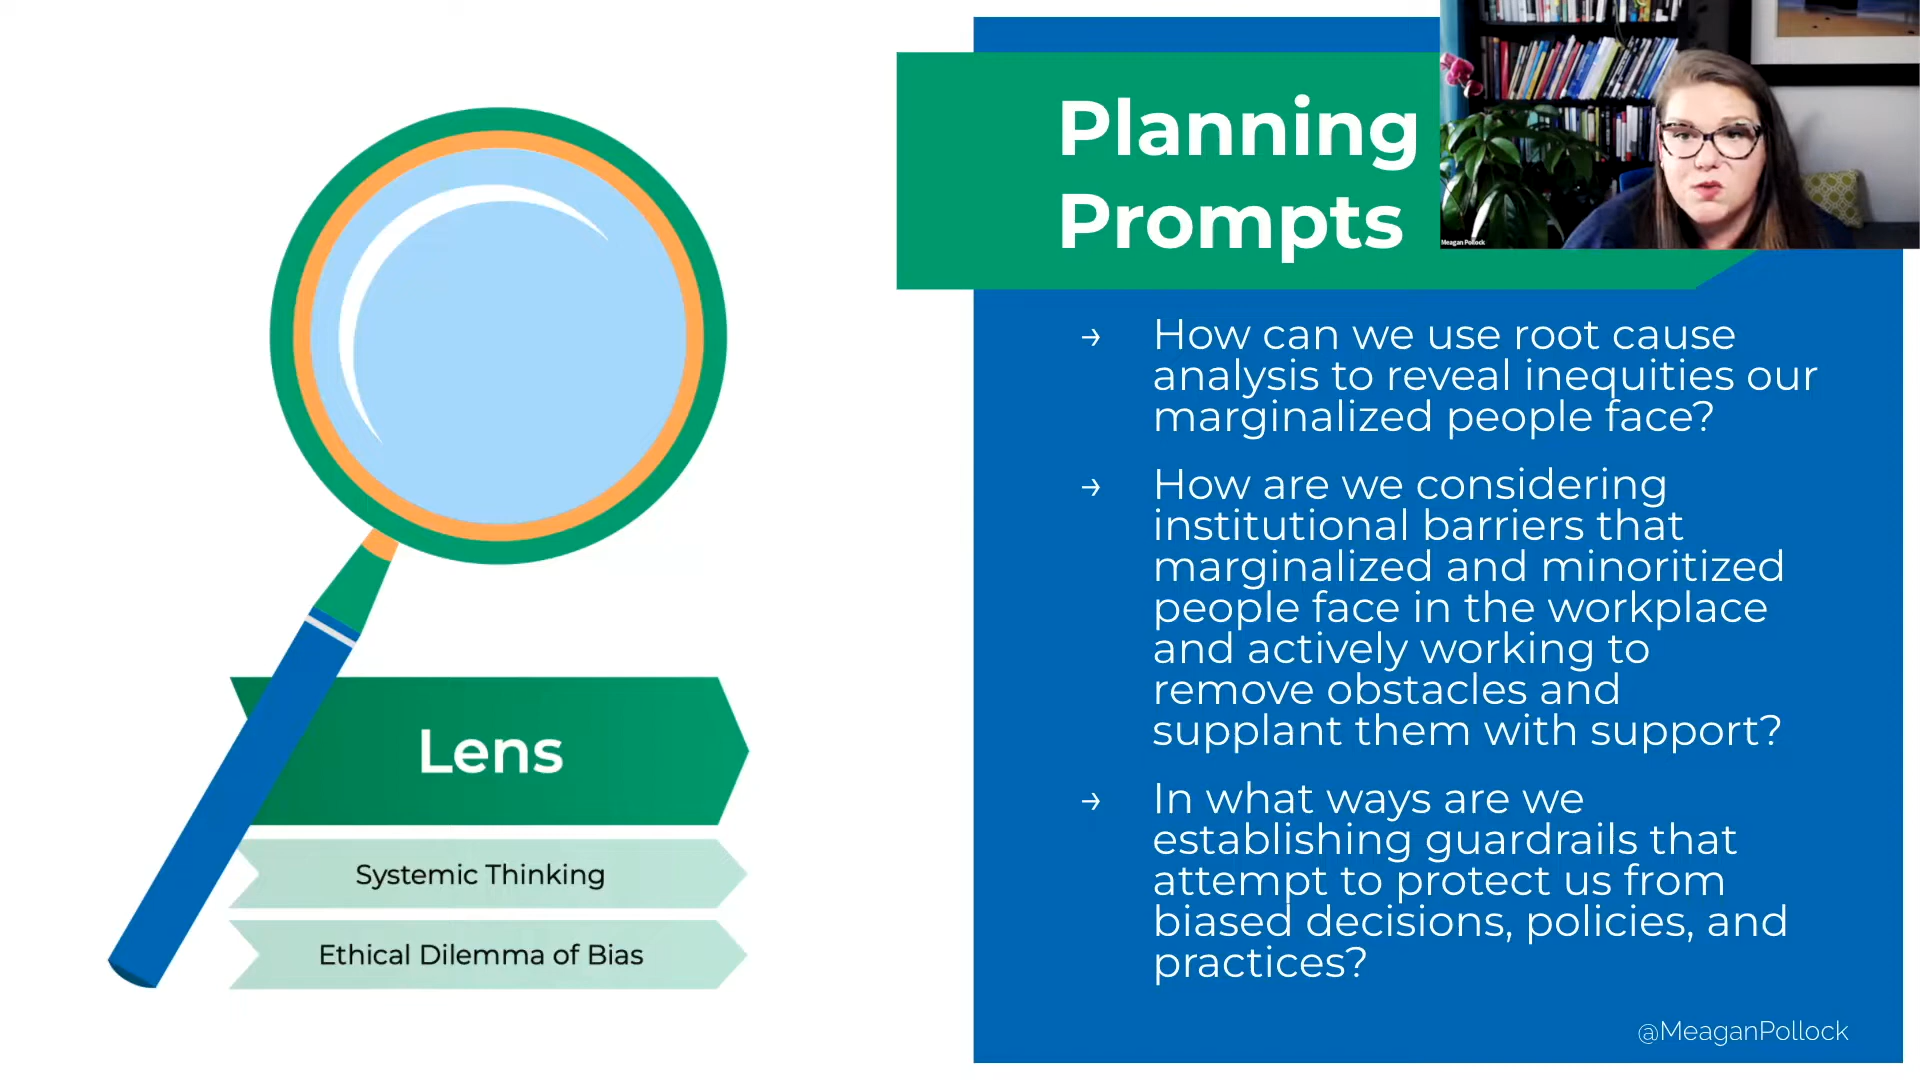 Planning
Prompts
Meagan Pollock
→ How can we use root cause
analysis to reveal inequities our
marginalized people face?
→ How are we considering
institutional barriers that
marginalized and minoritized
people face in the workplace
and actively working to
remove obstacles and
supplant them with support?
→ In what ways are we
establishing guardrails that
attempt to protect us from
biased decisions, policies, and
practices?
Lens
Systemic Thinking
Ethical Dilemma of Bias
@MeaganPollock